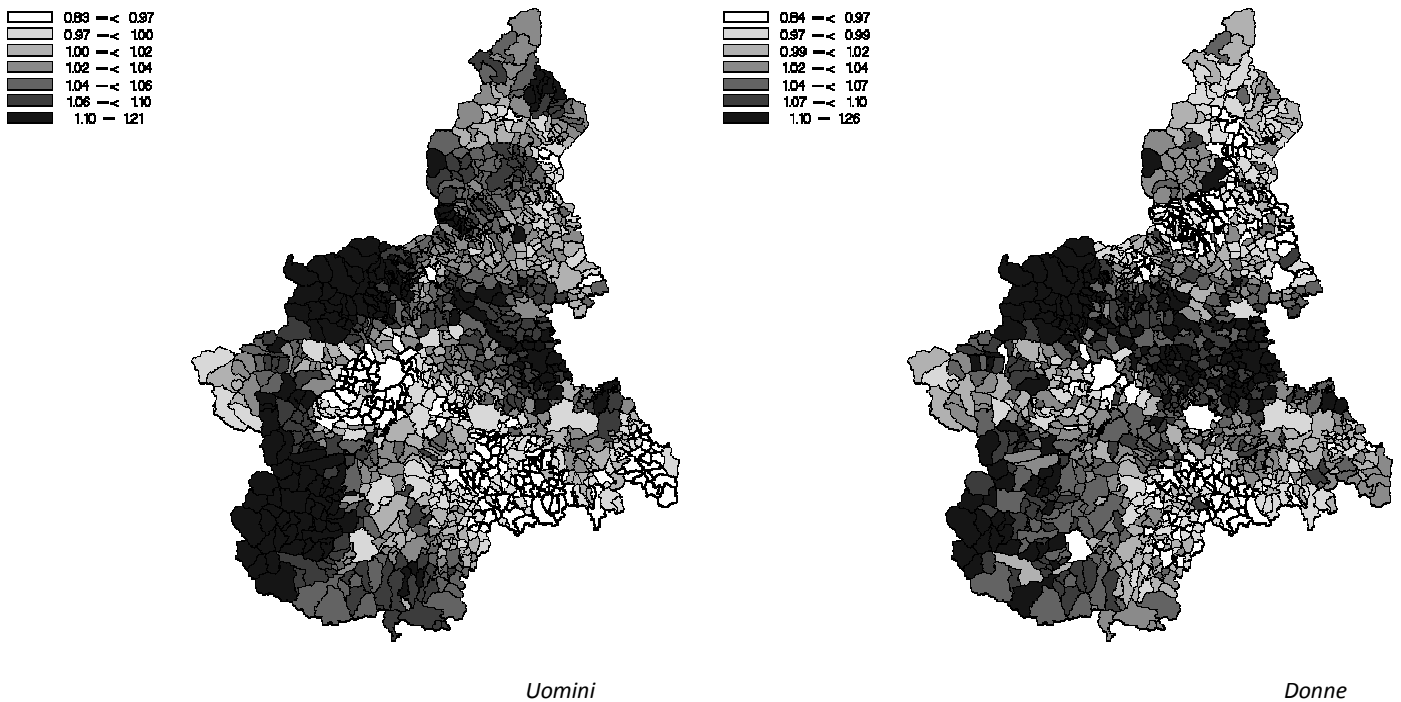 0.83 –< 0.97
0.97 –< 1.00
1.00 –< 1.02
1.02 –< 1.04
1.04 –< 1.06
1.06 –< 1.10
1.10 – 1.21
0.84 –< 0.97
0.97 –< 0.99
0.99 –< 1.02
1.02 –< 1.04
1.04 –< 1.07
1.07 –< 1.10
1.10 – 1.26
Uomini
Donne